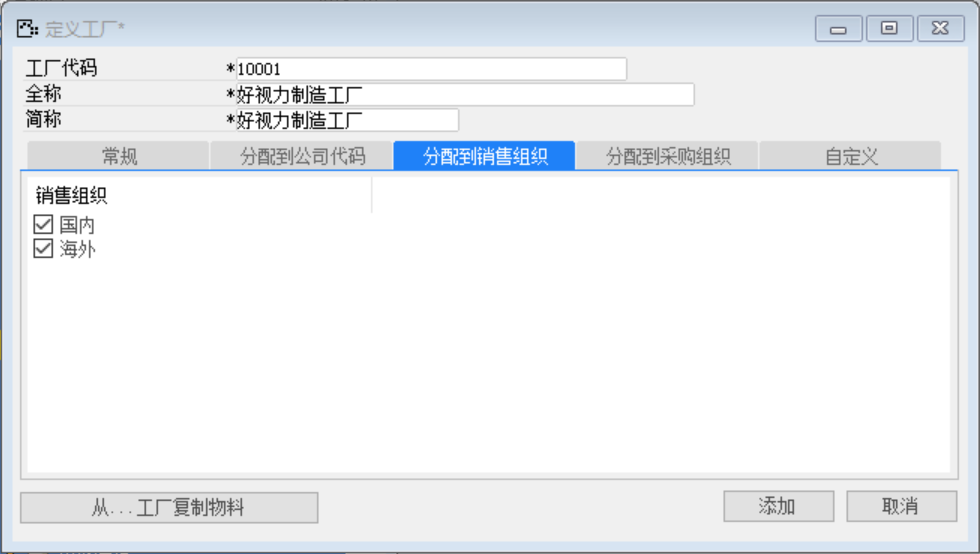 定义工厂*
工厂代码 *10001
全称 *好视力制造工厂
简称 *好视力制造工厂
常规 分配到公司代码 分配到销售组织 分配到采购组织 自定义
销售组织
国内
海外
从...工厂复制物料 添加 取消